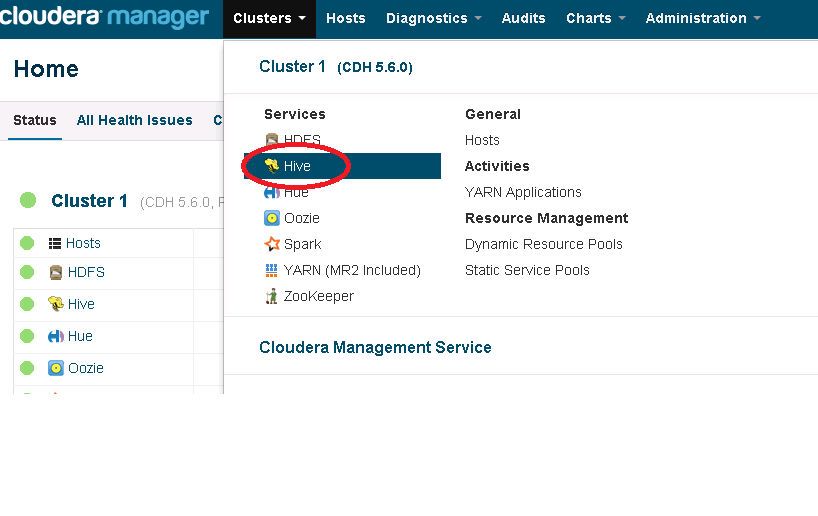 cloudera manager Clusters Hosts Diagnostics Audits Charts Administration
Home
Status All Health Issues C
Cluster 1 (CDH 5.6.0,
Hosts
HDFS
Hive
Hue
Oozie
Cluster 1 (CDH 5.6.0)
Services
HDFS
Hive
Hue
Oozie
Spark
YARN (MR2 Included)
ZooKeeper
General
Hosts
Activities
YARN Applications
Resource Management
Dynamic Resource Pools
Static Service Pools
Cloudera Management Service